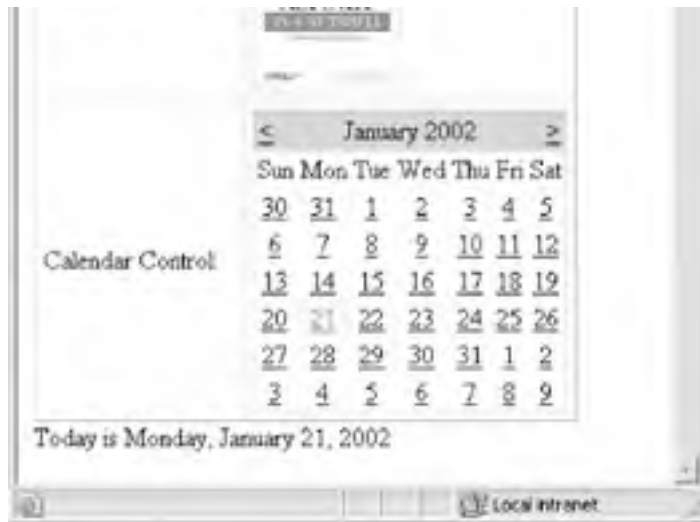 IN A NUTSHELL
< January 2002 >
Sun Mon Tue Wed Thu Fri Sat
30 31 1 2 3 4 5
6 7 8 9 10 11 12
Calendar Control
13 14 15 16 17 18 19
20 21 22 23 24 25 26
27 28 29 30 31 1 2
3 4 5 6 7 8 9
Today is Monday, January 21, 2002
Local intranet